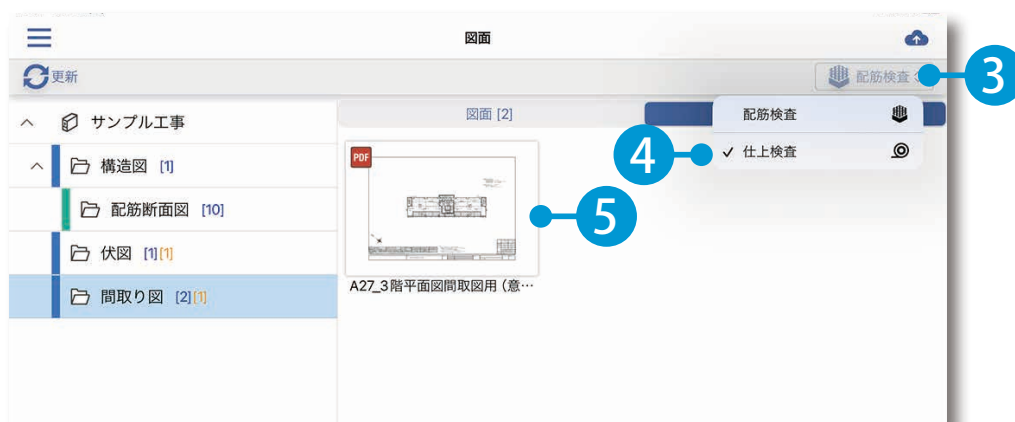 図面
更新
配筋検査
3
サンプル工事
図面 [2]
配筋検査
構造図 [1]
PDF
4
仕上検査
配筋断面図 [10]
5
伏図 [1][1]
間取り図 [2][1]
A27_3階平面図間取図用（意…